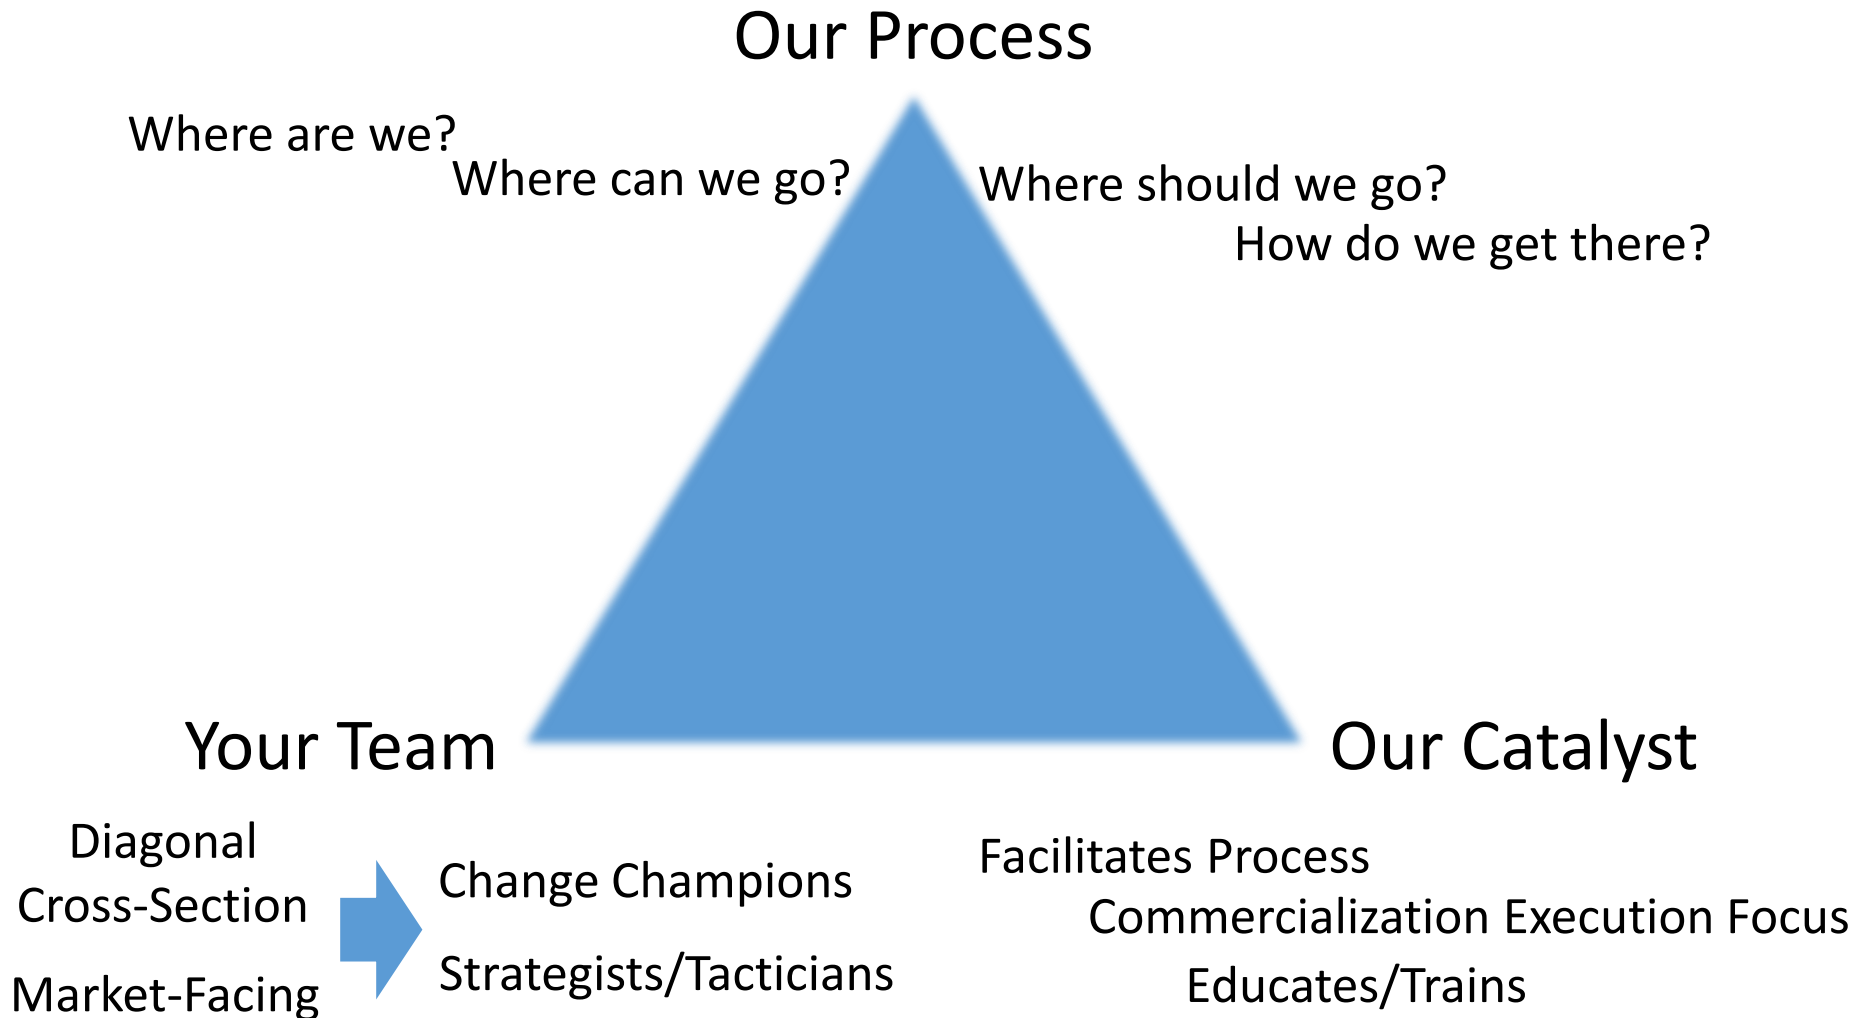 Our Process
Where are we?
Where can we go?
Where should we go?
How do we get there?
Your Team
Our Catalyst
Diagonal
Cross-Section
Market-Facing
Change Champions
Strategists/Tacticians
Facilitates Process
Commercialization Execution Focus
Educates/Trains